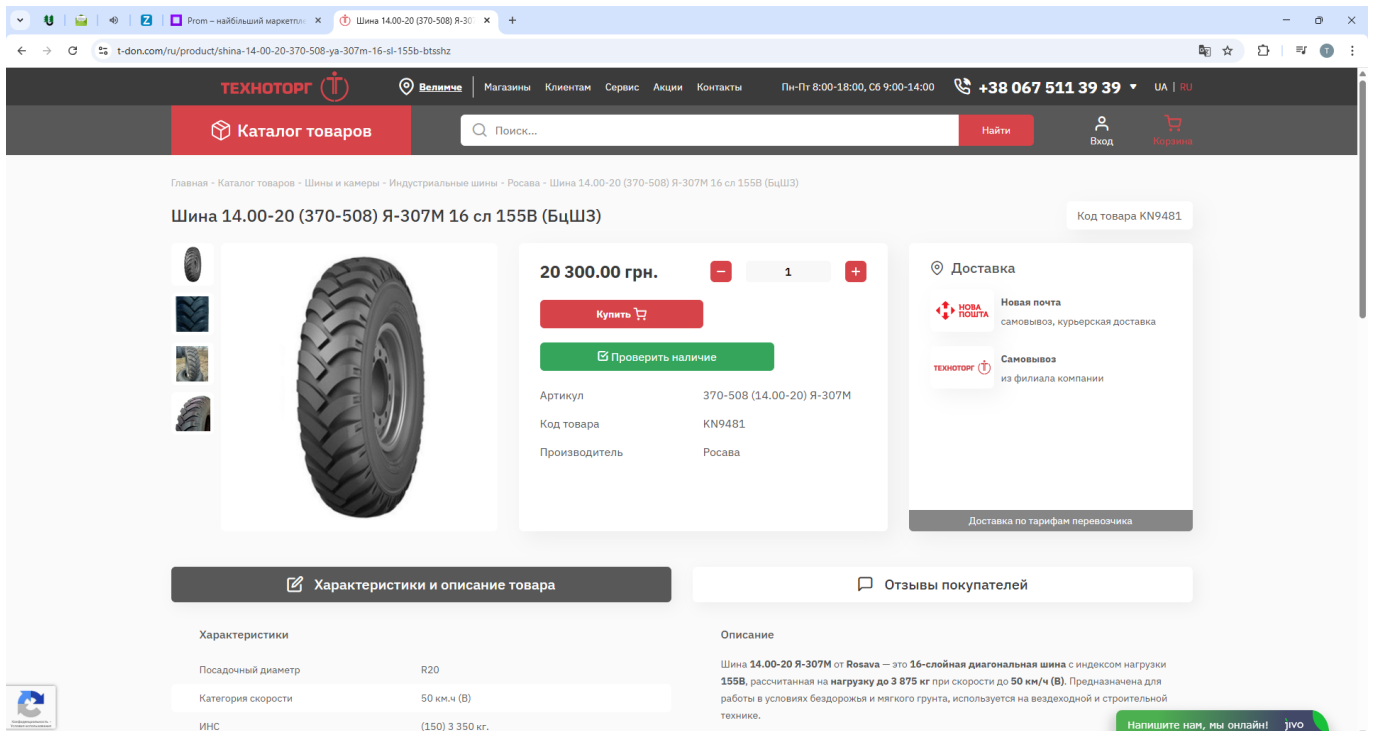 Prom – найбільший маркетпле
Шина 14.00-20 (370-508) Я-30
t-don.com/ru/product/shina-14-00-20-370-508-ya-307m-16-sl-155b-btsshz
ТЕХНОТОРГ
Велимче
Магазины Клиентам Сервис Акции Контакты
Пн-Пт 8:00-18:00, Сб 9:00-14:00
+38 067 511 39 39
UA | RU
Каталог товаров
Поиск...
Найти
Вход
Корзина
Главная - Каталог товаров - Шины и камеры - Индустриальные шины - Росава - Шина 14.00-20 (370-508) Я-307М 16 сл 155В (БцШЗ)
Шина 14.00-20 (370-508) Я-307М 16 сл 155В (БцШЗ)
Код товара KN9481
20 300.00 грн.
1
Купить
Проверить наличие
Артикул 370-508 (14.00-20) Я-307М
Код товара KN9481
Производитель Росава
Доставка
НОВА ПОШТА
Новая почта
самовывоз, курьерская доставка
ТЕХНОТОРГ
Самовывоз
из филиала компании
Доставка по тарифам перевозчика
Характеристики и описание товара
Отзывы покупателей
Характеристики
Посадочный диаметр R20
Категория скорости 50 км.ч (B)
ИНС (150) 3 350 кг.
Описание
Шина 14.00-20 Я-307М от Rosava — это 16-слойная диагональная шина с индексом нагрузки
155В, рассчитанная на нагрузку до 3 875 кг при скорости до 50 км/ч (В). Предназначена для
работы в условиях бездорожья и мягкого грунта, используется на вездеходной и строительной
технике.
Напишите нам, мы онлайн! jivo